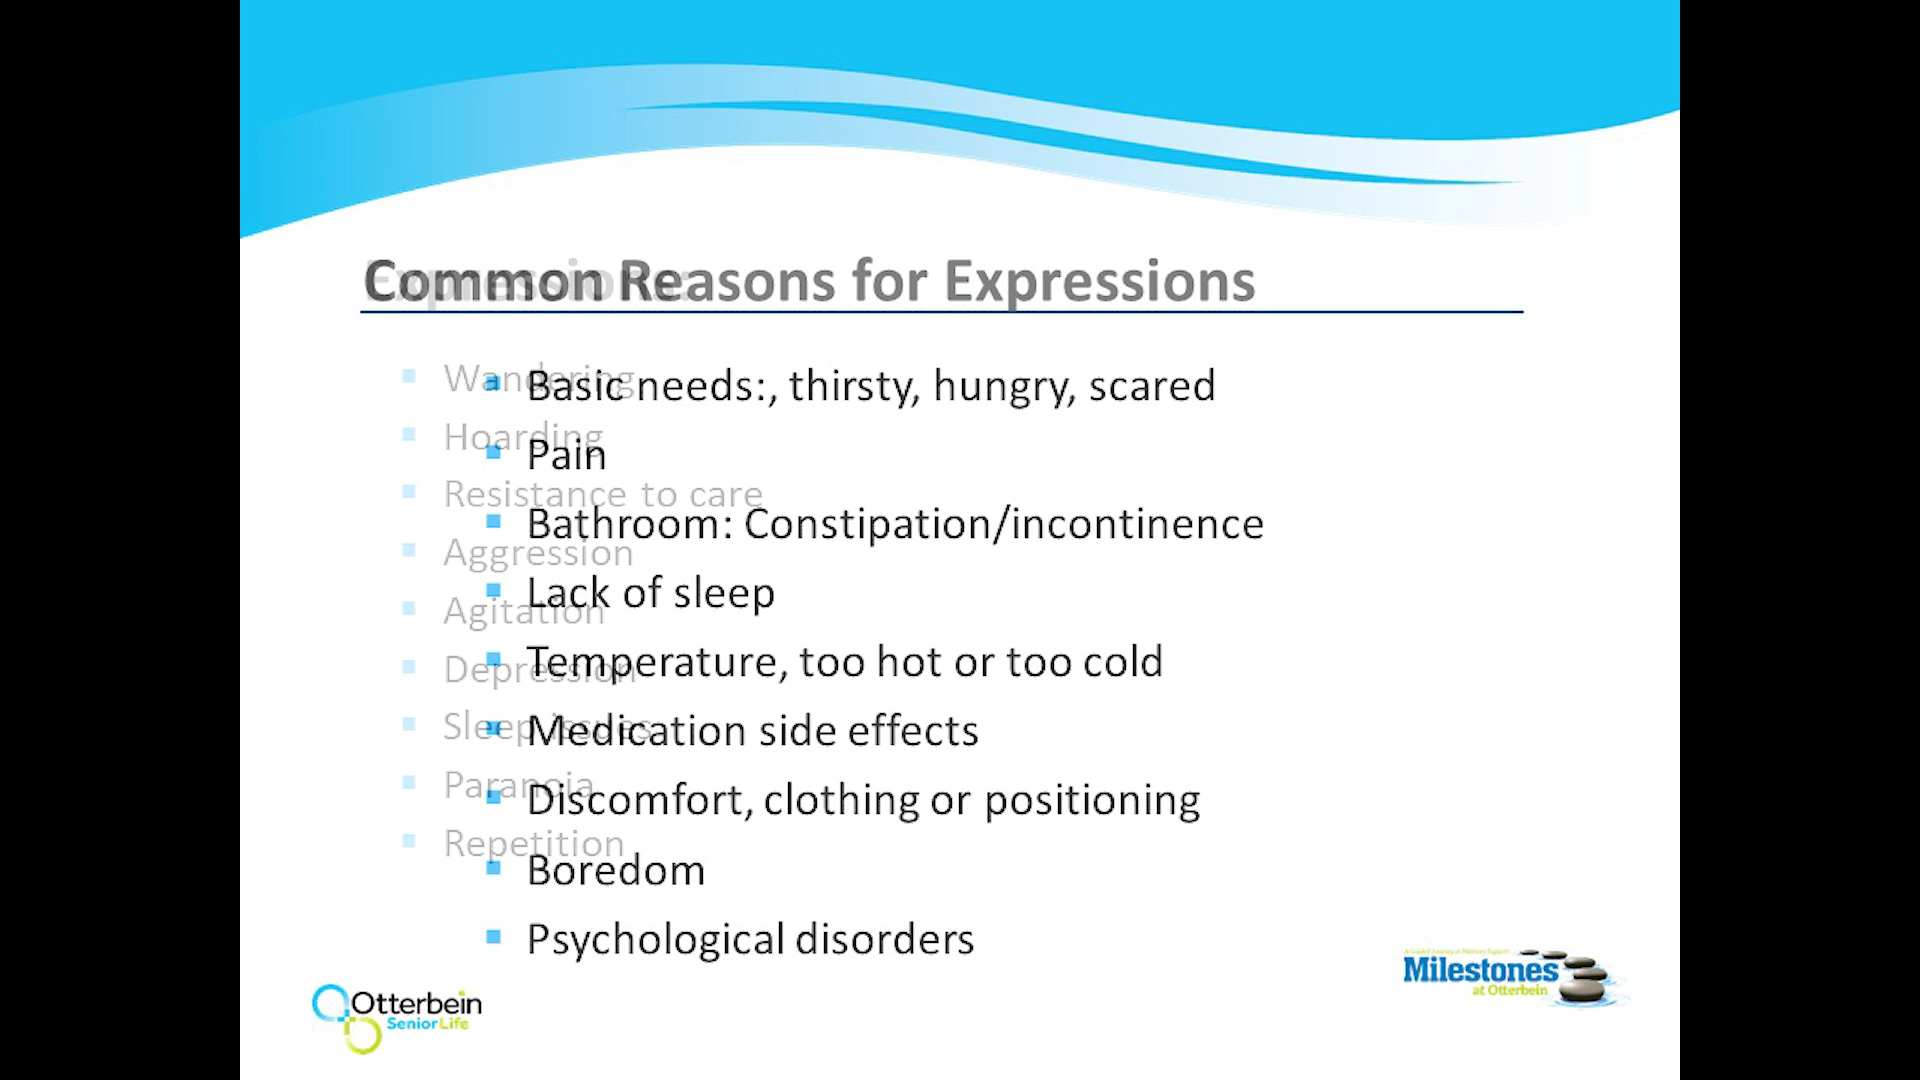 Common Reasons for Expressions
Expressions:
Wandering
Hoarding
Resistance to care
Aggression
Agitation
Depression
Sleep issues
Paranoia
Repetition
Basic needs:, thirsty, hungry, scared
Pain
Bathroom: Constipation/incontinence
Lack of sleep
Temperature, too hot or too cold
Medication side effects
Discomfort, clothing or positioning
Boredom
Psychological disorders
Otterbein
SeniorLife
Milestones
at Otterbein